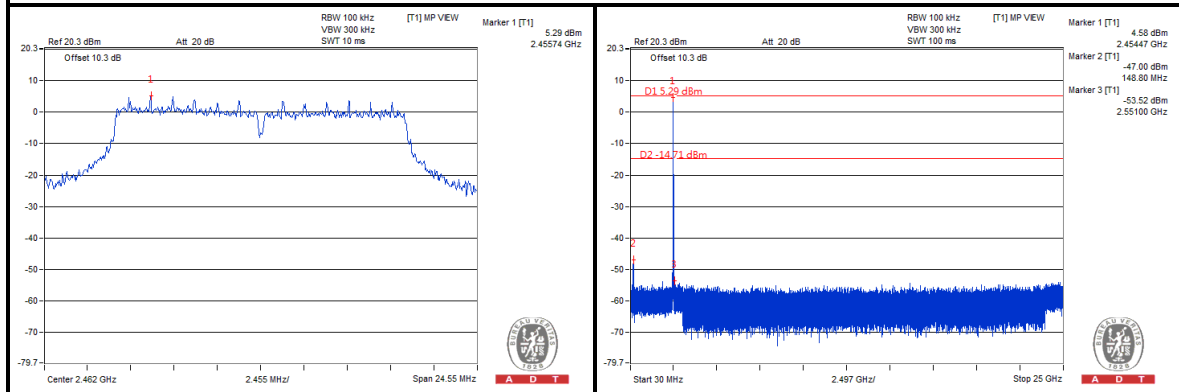 RBW 100 kHz
VBW 300 kHz
SWT 10 ms
[T1] MP VIEW
Marker 1 [T1]
5.29 dBm
2.45574 GHz
Ref 20.3 dBm
Att 20 dB
20.3
Offset 10.3 dB
1
10
0
-10
-20
-30
-40
-50
-60
-70
-79.7
Center 2.462 GHz
2.455 MHz/
Span 24.55 MHz
BUREAU VERITAS
1828
A D T
RBW 100 kHz
VBW 300 kHz
SWT 100 ms
[T1] MP VIEW
Marker 1 [T1]
4.58 dBm
2.45447 GHz
Marker 2 [T1]
-47.00 dBm
148.80 MHz
Marker 3 [T1]
-53.52 dBm
2.55100 GHz
Ref 20.3 dBm
Att 20 dB
20.3
Offset 10.3 dB
1
10
D1 5.29 dBm
0
-10
D2 -14.71 dBm
-20
-30
-40
2
3
-50
-60
-70
-79.7
Start 30 MHz
2.497 GHz/
Stop 25 GHz
BUREAU VERITAS
1828
A D T